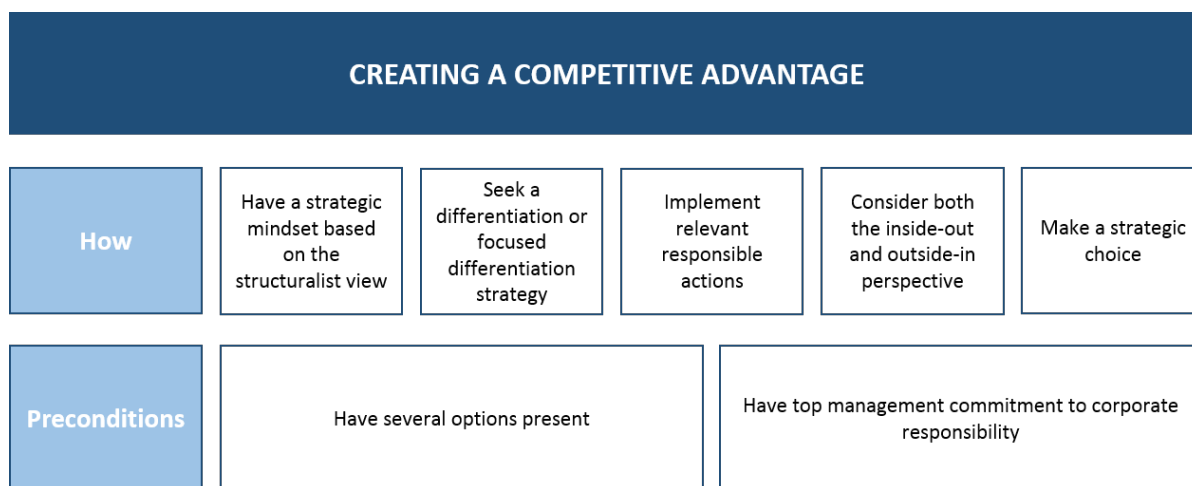 CREATING A COMPETITIVE ADVANTAGE
How
Have a strategic
mindset based
on the
structuralist view
Seek a
differentiation or
focused
differentiation
strategy
Implement
relevant
responsible
actions
Consider both
the inside-out
and outside-in
perspective
Make a strategic
choice
Preconditions
Have several options present
Have top management commitment to corporate
responsibility